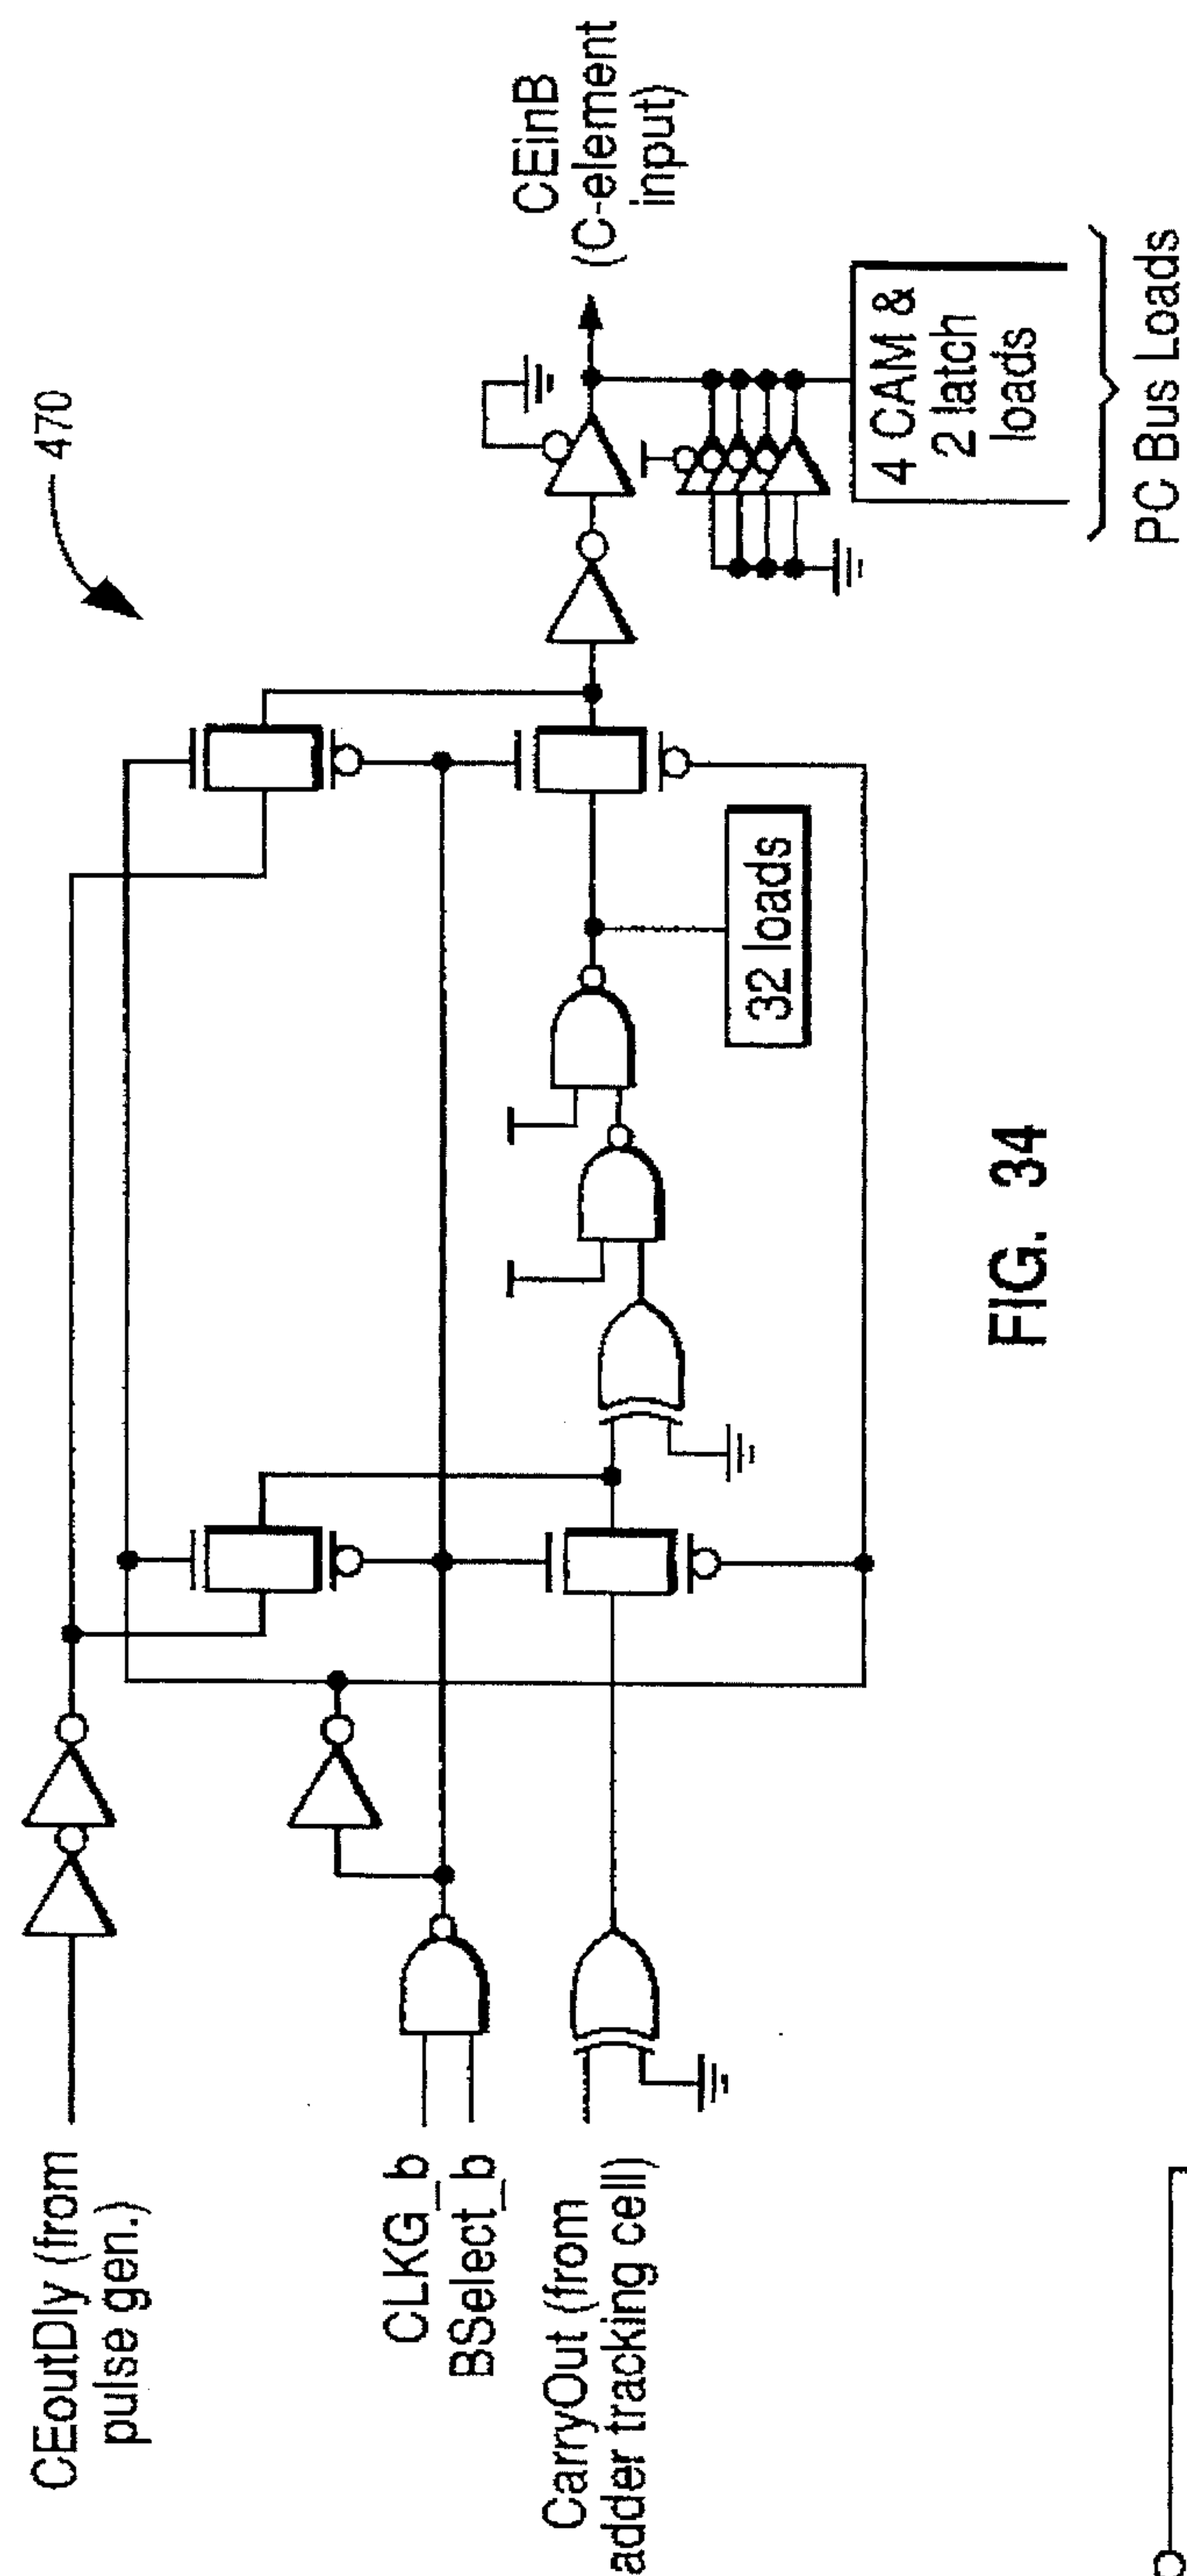 470
CEoutDly (from
pulse gen.)
CLKG_b
BSelect_b
CarryOut (from
adder tracking cell)
32 loads
CEinB
(C-element
input)
4 CAM &
2 latch
loads
PC Bus Loads
FIG. 34